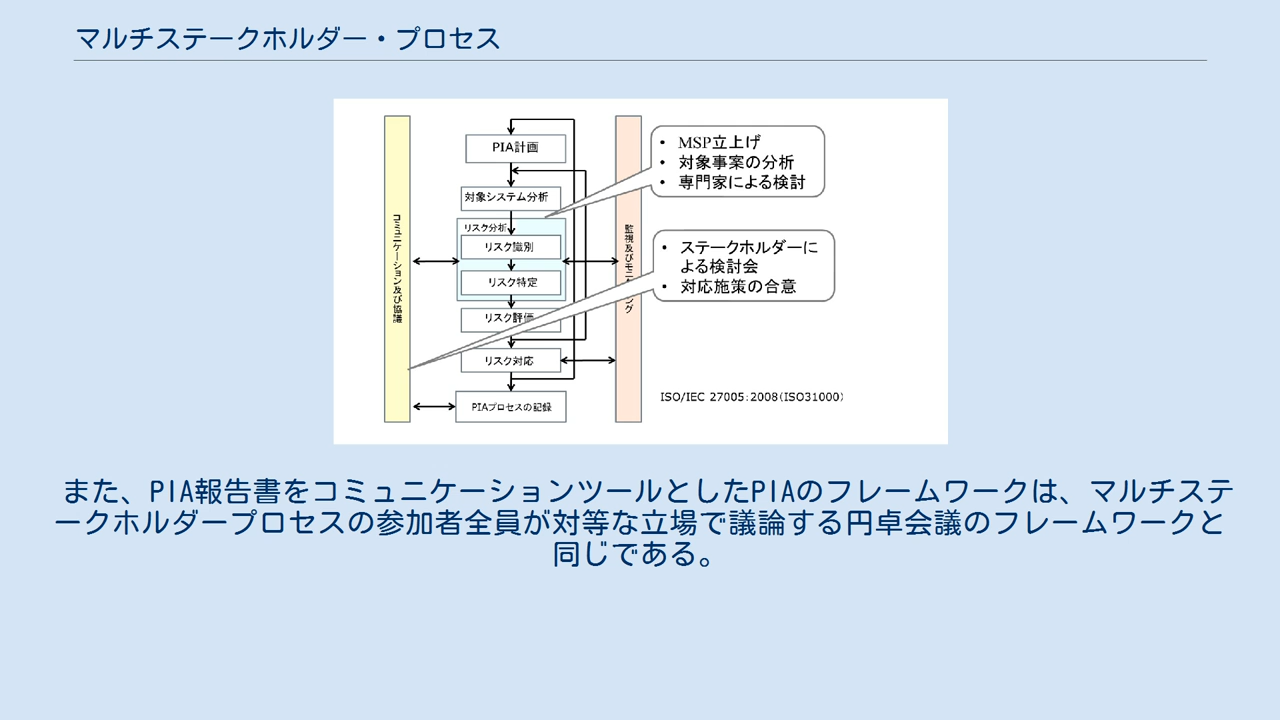 マルチステークホルダー・プロセス
PIA計画
対象システム分析
リスク分析
リスク識別
リスク特定
リスク評価
リスク対応
PIAプロセスの記録
コミュニケーション及び協議
監視及びモニタリング
• MSP立上げ
• 対象事案の分析
• 専門家による検討
• ステークホルダーに
よる検討会
• 対応施策の合意
ISO/IEC 27005:2008(ISO31000)
また、PIA報告書をコミュニケーションツールとしたPIAのフレームワークは、マルチステ
ークホルダープロセスの参加者全員が対等な立場で議論する円卓会議のフレームワークと
同じである。